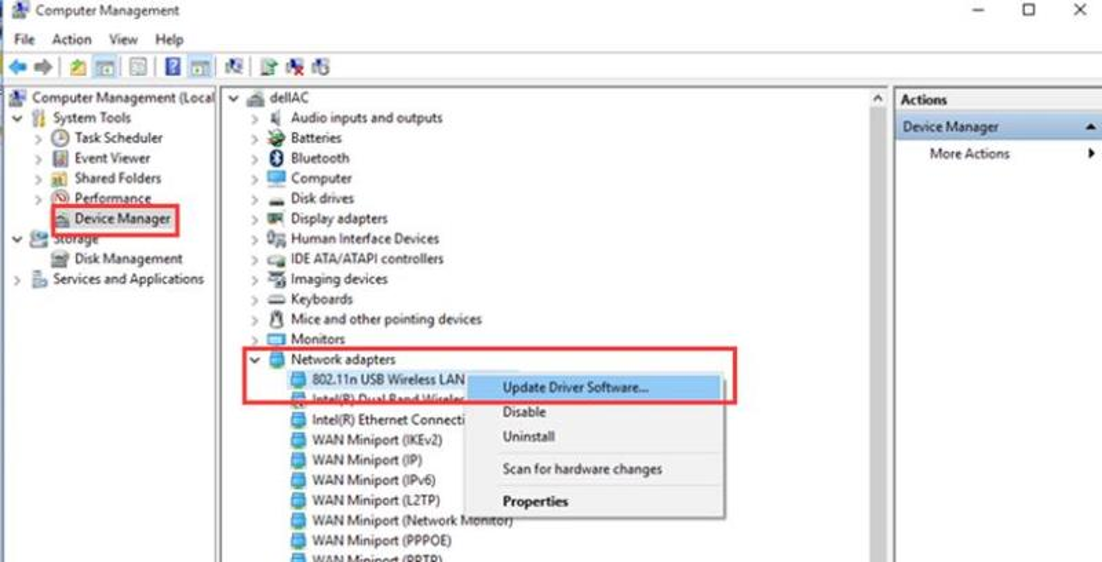 Computer Management
File Action View Help
Computer Management (Local
System Tools
Task Scheduler
Event Viewer
Shared Folders
Performance
Device Manager
Storage
Disk Management
Services and Applications
dellAC
Audio inputs and outputs
Batteries
Bluetooth
Computer
Disk drives
Display adapters
Human Interface Devices
IDE ATA/ATAPI controllers
Imaging devices
Keyboards
Mice and other pointing devices
Monitors
Network adapters
802.11n USB Wireless LAN
Intel(R) Dual Band Wireles
Intel(R) Ethernet Connecti
WAN Miniport (IKEv2)
WAN Miniport (IP)
WAN Miniport (IPv6)
WAN Miniport (L2TP)
WAN Miniport (Network Monitor)
WAN Miniport (PPPOE)
WAN Miniport (PPTP)
Update Driver Software...
Disable
Uninstall
Scan for hardware changes
Properties
Actions
Device Manager
More Actions